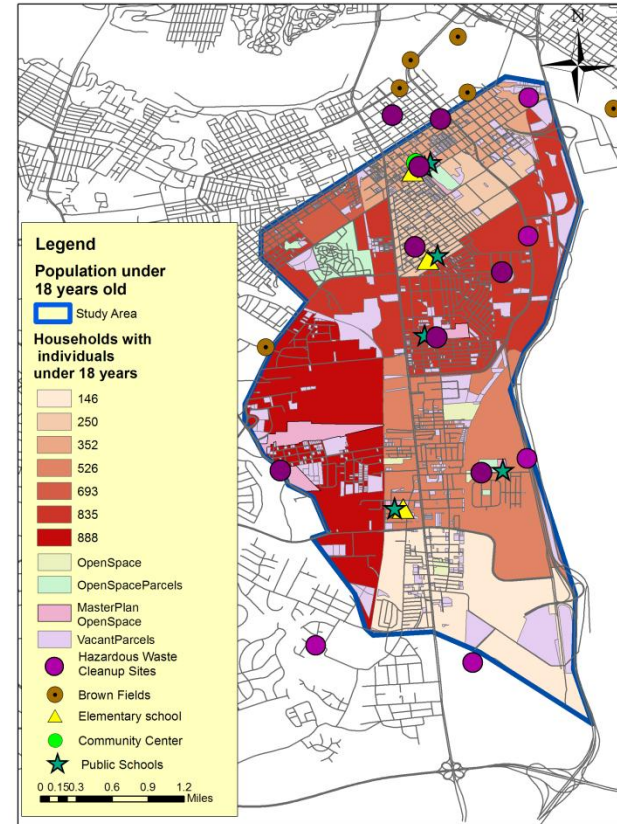 N
Legend
Population under
18 years old
Study Area
Households with
individuals
under 18 years
146
250
352
526
693
835
888
OpenSpace
OpenSpaceParcels
MasterPlan
OpenSpace
VacantParcels
Hazardous Waste
Cleanup Sites
Brown Fields
Elementary school
Community Center
Public Schools
0 0.15 0.3 0.6 0.9 1.2
Miles